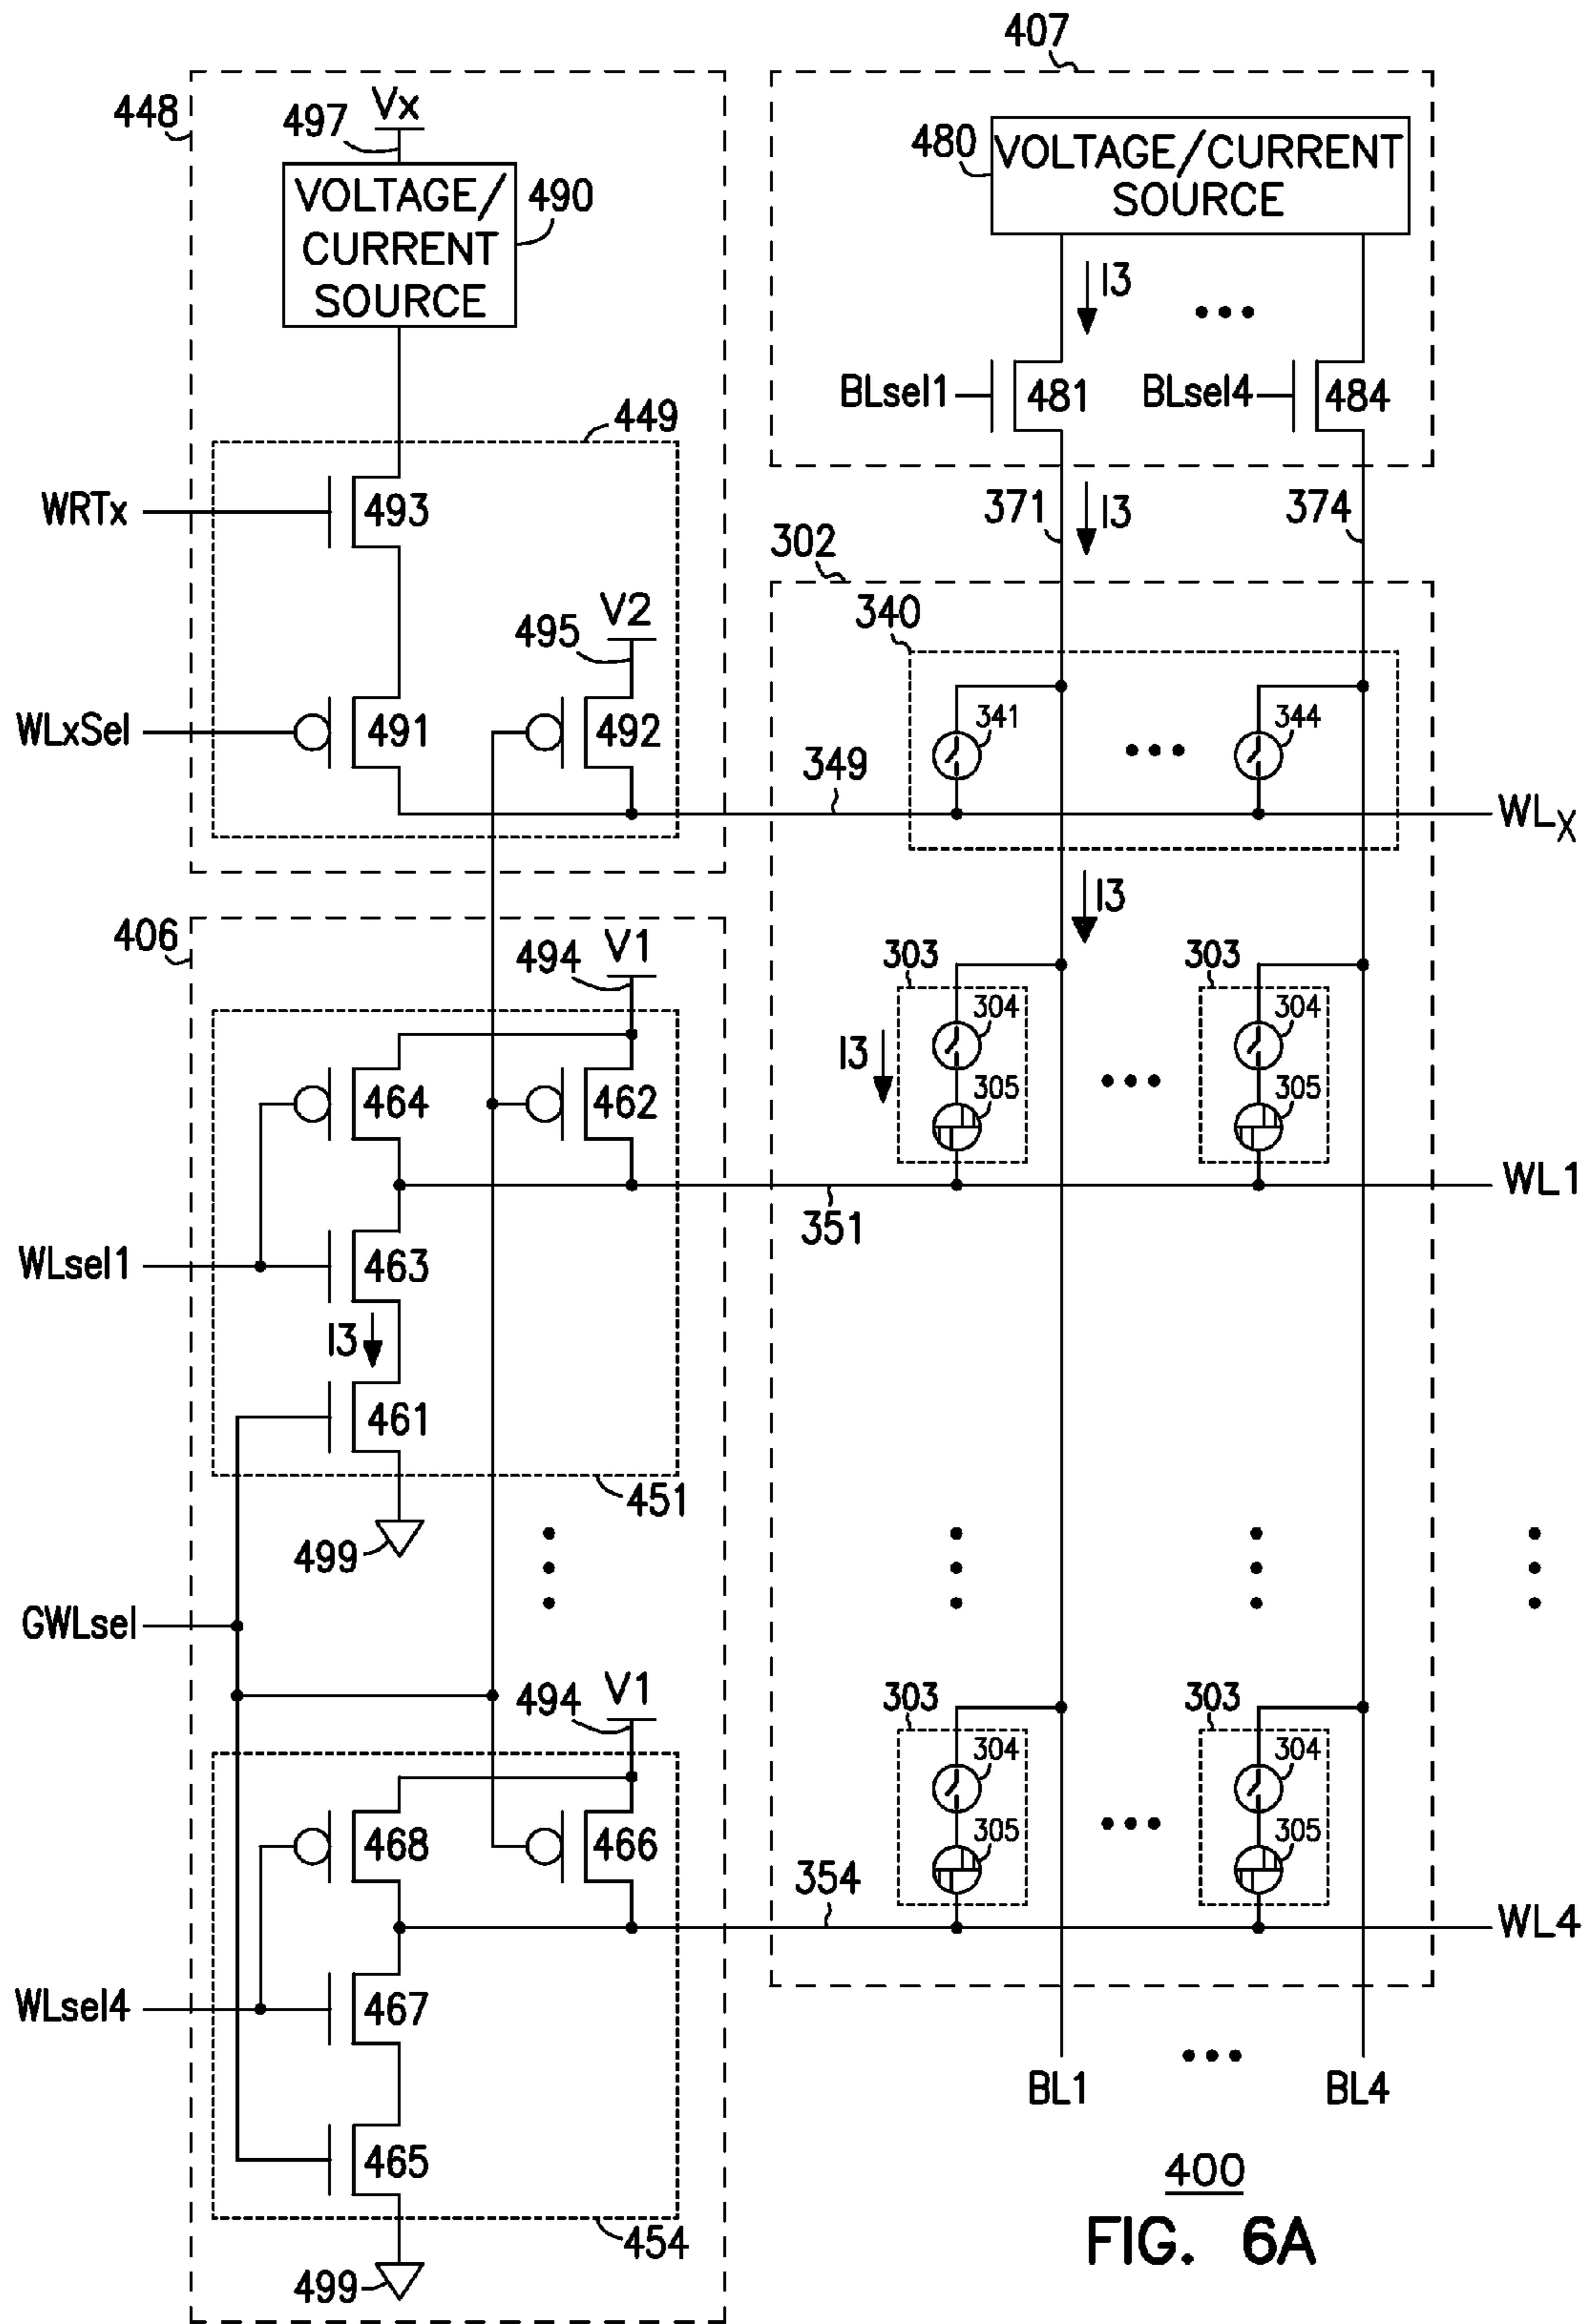 407
448
Vx
497
VOLTAGE/
CURRENT
SOURCE
490
480
VOLTAGE/CURRENT
SOURCE
I3
BLsel1
481
BLsel4
484
449
WRTx
493
371
I3
374
302
340
V2
495
WLxSel
491
492
341
344
349
WLX
I3
406
V1
494
303
303
304
304
I3
464
462
305
305
WL1
351
WLsel1
463
I3
461
451
499
GWLsel
V1
494
303
303
304
304
468
466
305
305
354
WL4
WLsel4
467
BL1
BL4
465
400
454
FIG. 6A
499